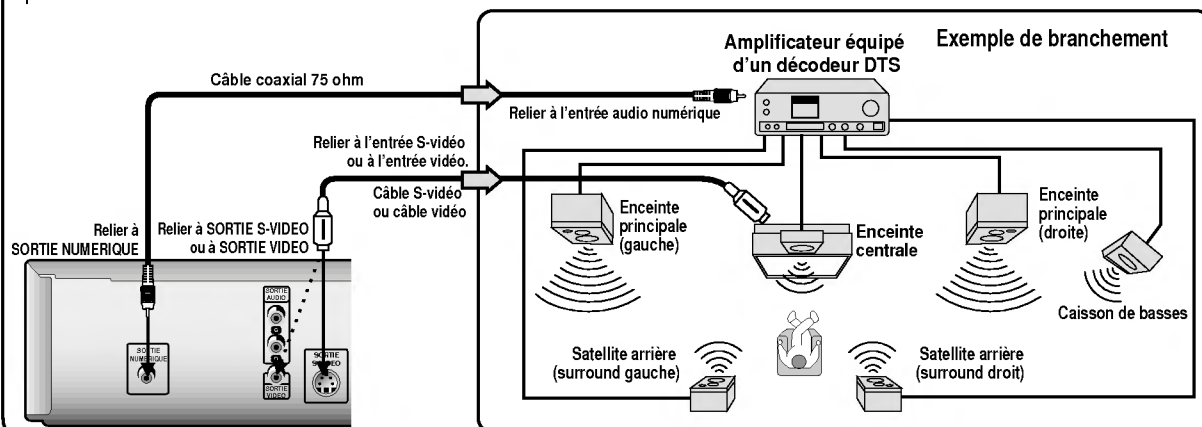 Exemple de branchement
Amplificateur équipé
d'un décodeur DTS
Câble coaxial 75 ohm
Relier à l'entrée audio numérique
Relier à l'entrée S-vidéo
ou à l'entrée vidéo.
Câble S-vidéo
ou câble vidéo
Relier à
SORTIE NUMERIQUE
Relier à SORTIE S-VIDEO
ou à SORTIE VIDEO
Enceinte
principale
(gauche)
Enceinte
centrale
Enceinte
principale
(droite)
Caisson de basses
Satellite arrière
(surround gauche)
Satellite arrière
(surround droit)
SORTIE
AUDIO
SORTIE
VIDEO
SORTIE
NUMERIQUE
SORTIE